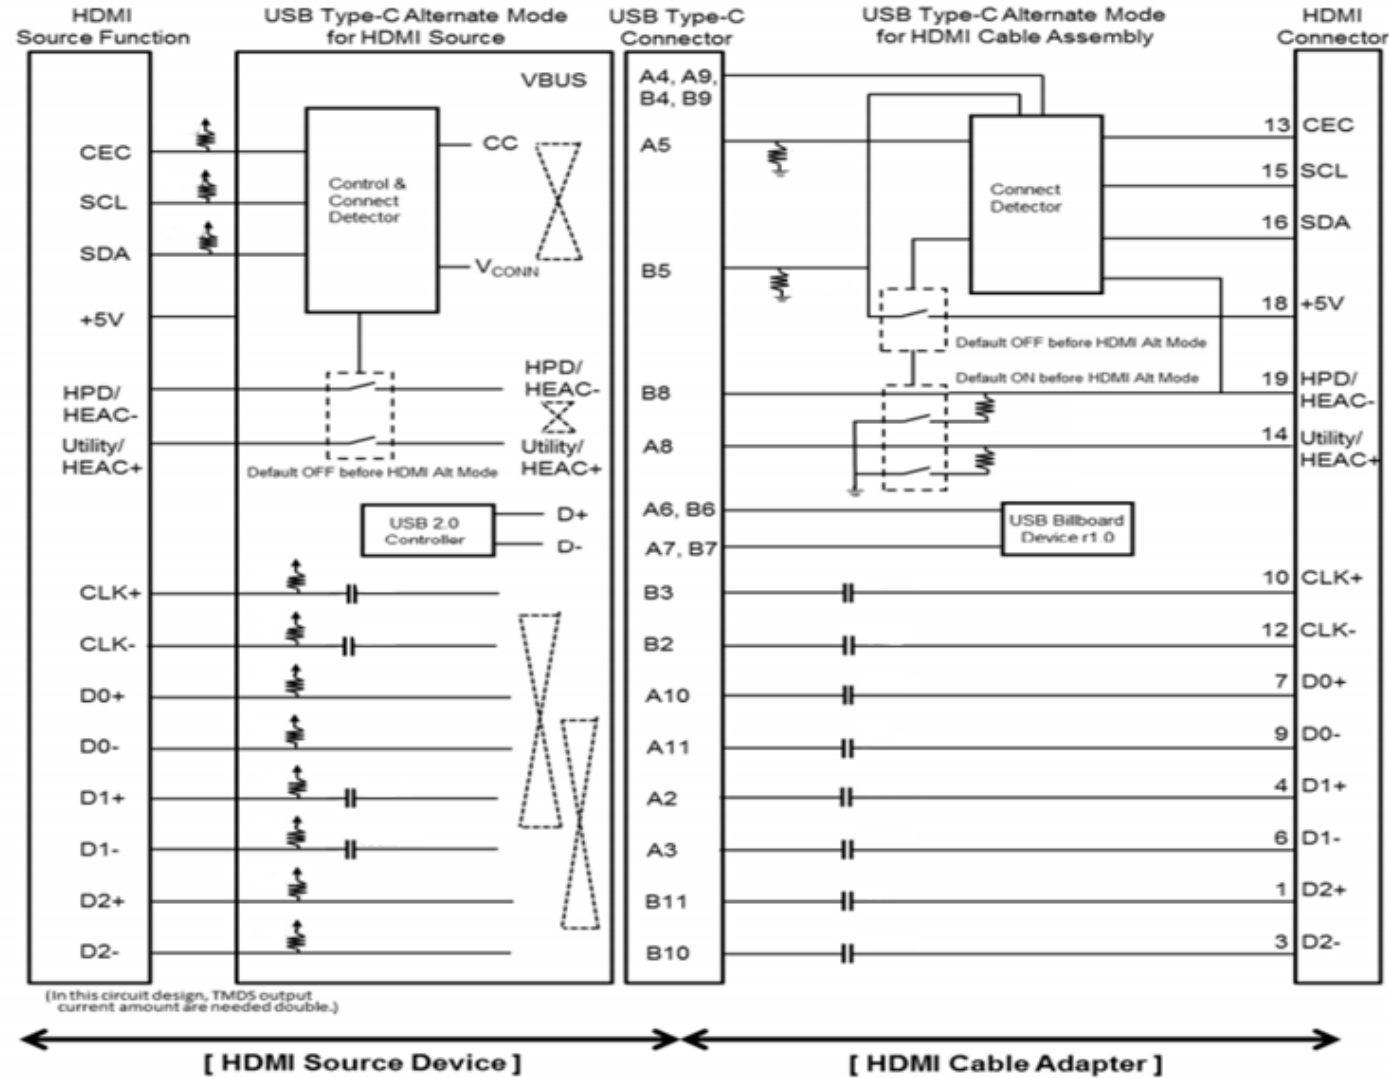 HDMI
Source Function
USB Type-C Alternate Mode
for HDMI Source
USB Type-C
Connector
USB Type-C Alternate Mode
for HDMI Cable Assembly
HDMI
Connector
CEC
SCL
SDA
+5V
HPD/
HEAC-
Utility/
HEAC+
CLK+
CLK-
D0+
D0-
D1+
D1-
D2+
D2-
VBUS
Control &
Connect
Detector
CC
VCONN
HPD/
HEAC-
Utility/
HEAC+
Default OFF before HDMI Alt Mode
USB 2.0
Controller
D+
D-
A4, A9,
B4, B9
A5
B5
B8
A8
A6, B6
A7, B7
B3
B2
A10
A11
A2
A3
B11
B10
Connect
Detector
Default OFF before HDMI Alt Mode
Default ON before HDMI Alt Mode
USB Billboard
Device r1.0
13 CEC
15 SCL
16 SDA
18 +5V
19 HPD/
HEAC-
14 Utility/
HEAC+
10 CLK+
12 CLK-
7 D0+
9 D0-
4 D1+
6 D1-
1 D2+
3 D2-
(In this circuit design, TMDS output
current amount are needed double.)
[ HDMI Source Device ]
[ HDMI Cable Adapter ]